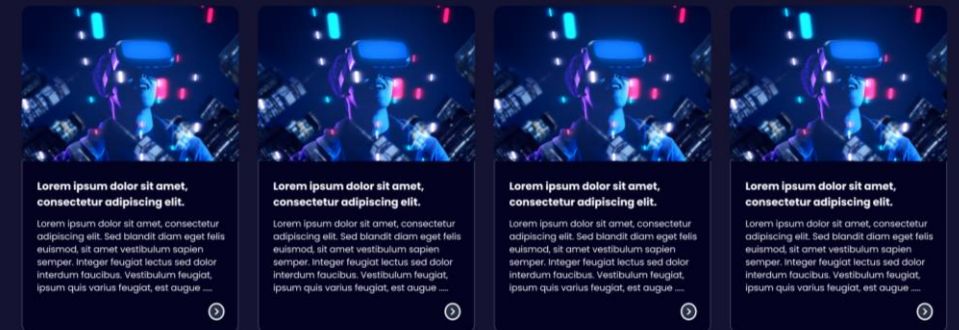 Lorem ipsum dolor sit amet,
consectetur adipiscing elit.
Lorem ipsum dolor sit amet, consectetur
adipiscing elit. Sed blandit diam eget felis
euismod, sit amet vestibulum sapien
semper. Integer feugiat lectus sed dolor
interdum faucibus. Vestibulum feugiat,
ipsum quis varius feugiat, est augue .....
Lorem ipsum dolor sit amet,
consectetur adipiscing elit.
Lorem ipsum dolor sit amet, consectetur
adipiscing elit. Sed blandit diam eget felis
euismod, sit amet vestibulum sapien
semper. Integer feugiat lectus sed dolor
interdum faucibus. Vestibulum feugiat,
ipsum quis varius feugiat, est augue .....
Lorem ipsum dolor sit amet,
consectetur adipiscing elit.
Lorem ipsum dolor sit amet, consectetur
adipiscing elit. Sed blandit diam eget felis
euismod, sit amet vestibulum sapien
semper. Integer feugiat lectus sed dolor
interdum faucibus. Vestibulum feugiat,
ipsum quis varius feugiat, est augue .....
Lorem ipsum dolor sit amet,
consectetur adipiscing elit.
Lorem ipsum dolor sit amet, consectetur
adipiscing elit. Sed blandit diam eget felis
euismod, sit amet vestibulum sapien
semper. Integer feugiat lectus sed dolor
interdum faucibus. Vestibulum feugiat,
ipsum quis varius feugiat, est augue .....